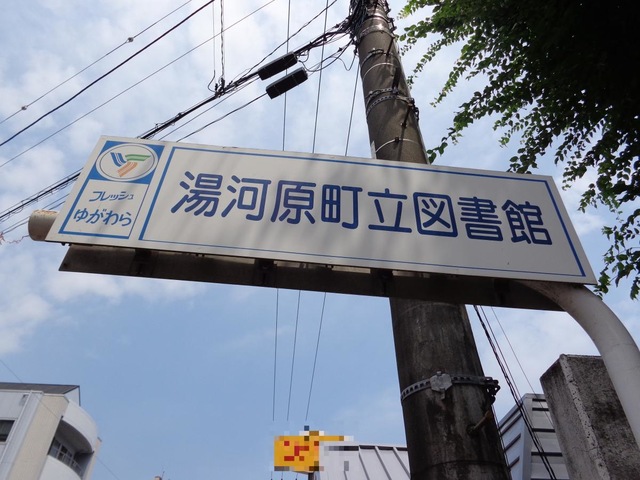 フレッシュ
ゆがわら
湯河原町立図書館